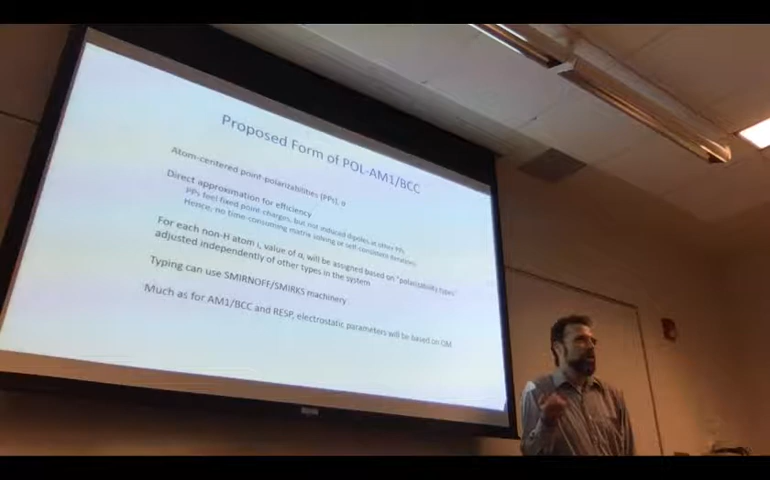 Proposed Form of POL-AM1/BCC
Atom-centered point-polarizabilities (PPs), α
Direct approximation for efficiency
PPs feel fixed point charges, but not induced dipoles at other PPs
Hence, no time-consuming matrix solving or self-consistent iterations
For each non-H atom i, value of αᵢ will be assigned based on "polarizability types"
adjusted independently of other types in the system
Typing can use SMIRNOFF/SMIRKS machinery
Much as for AM1/BCC and RESP, electrostatic parameters will be based on QM